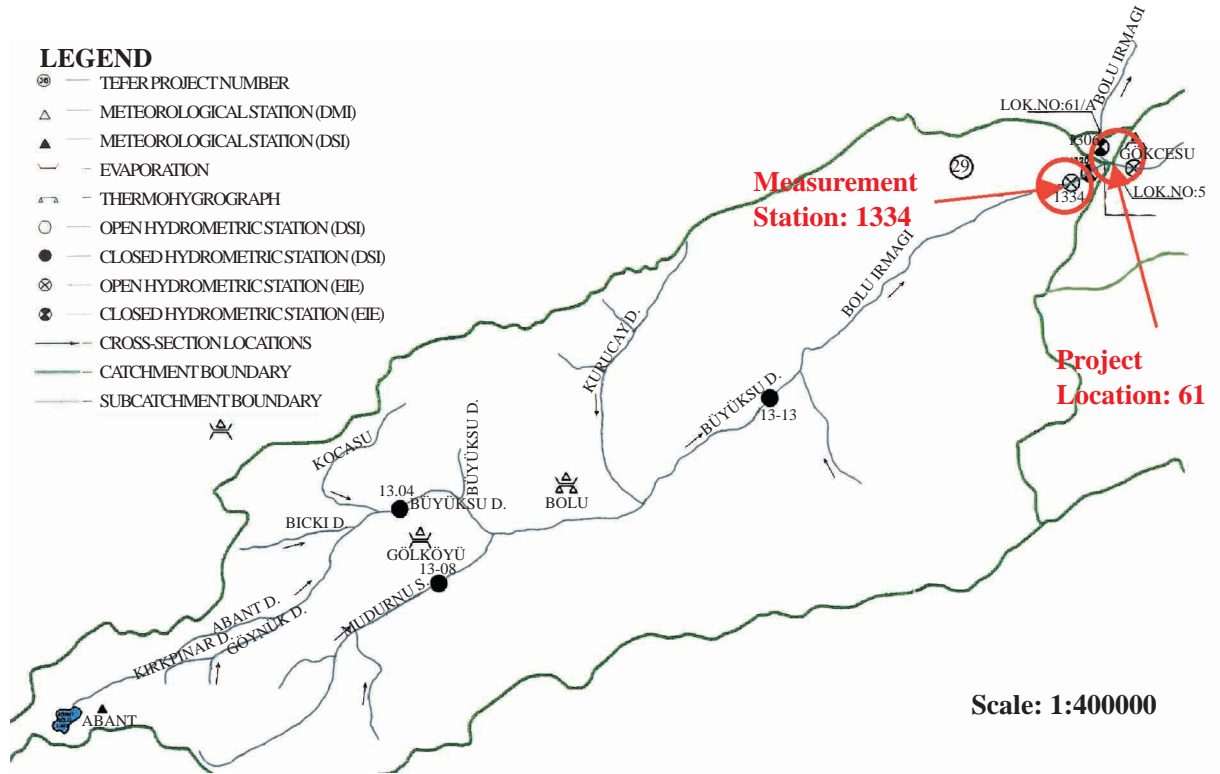 LEGEND
TEFER PROJECT NUMBER
METEOROLOGICAL STATION (DMI)
METEOROLOGICAL STATION (DSI)
EVAPORATION
THERMOHYGROGRAPH
OPEN HYDROMETRIC STATION (DSI)
CLOSED HYDROMETRIC STATION (DSI)
OPEN HYDROMETRIC STATION (EIE)
CLOSED HYDROMETRIC STATION (EIE)
CROSS-SECTION LOCATIONS
CATCHMENT BOUNDARY
SUBCATCHMENT BOUNDARY
BOLU IRMAGI
LOK.NO:61/A
1306
GÖKCESU
29
Measurement
Station: 1334
1334
LOK.NO:5
BOLU IRMAGI
KURUCAY D.
Project
Location: 61
BÜYÜKSU D.
13-13
KOCASU
BÜYÜKSU D.
13.04
BÜYÜKSU D.
BOLU
BICKI D.
GÖLKÖYÜ
13-08
MUDURNU S.
ABANT D.
GÖYNÜK D.
KIRKPINAR D.
ABANT
Scale: 1:400000